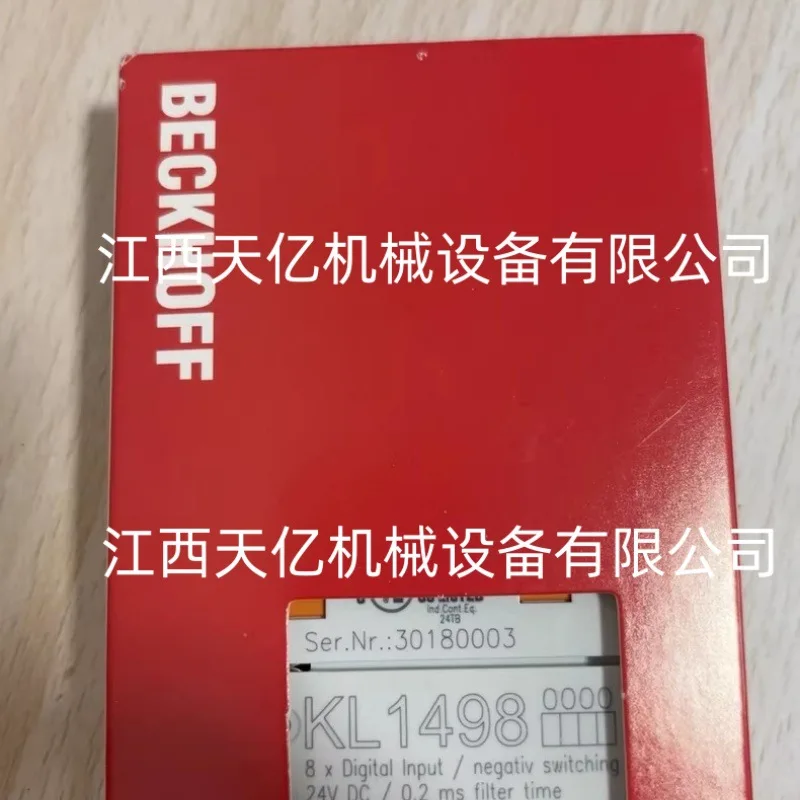 BECKHOFF
江西天亿机械设备有限公司
江西天亿机械设备有限公司
Ind.Cont.Eq.
24TB
Ser.Nr.:30180003
KL1498 0000
8 x Digital Input / negativ switching
24V DC / 0.2 ms filter time